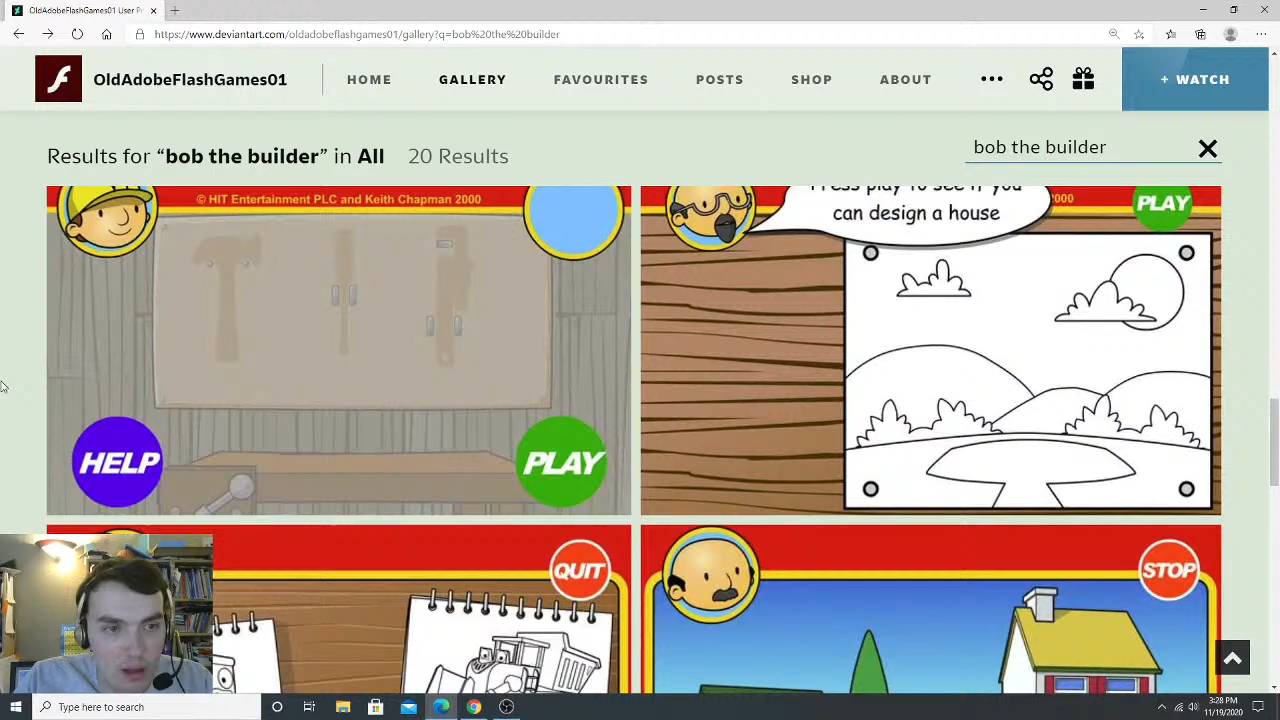 OldAdobeFlashGames01 User Pr
https://www.deviantart.com/oldadobeflashgames01/gallery?q=bob%20the%20builder
OldAdobeFlashGames01
HOME
GALLERY
FAVOURITES
POSTS
SHOP
ABOUT
+ WATCH
Results for “bob the builder” in All
20 Results
bob the builder
© HIT Entertainment PLC and Keith Chapman 2000
HELP
PLAY
Press play to see if you
can design a house
2000
PLAY
QUIT
STOP
Type here to search
3:28 PM
11/19/2020